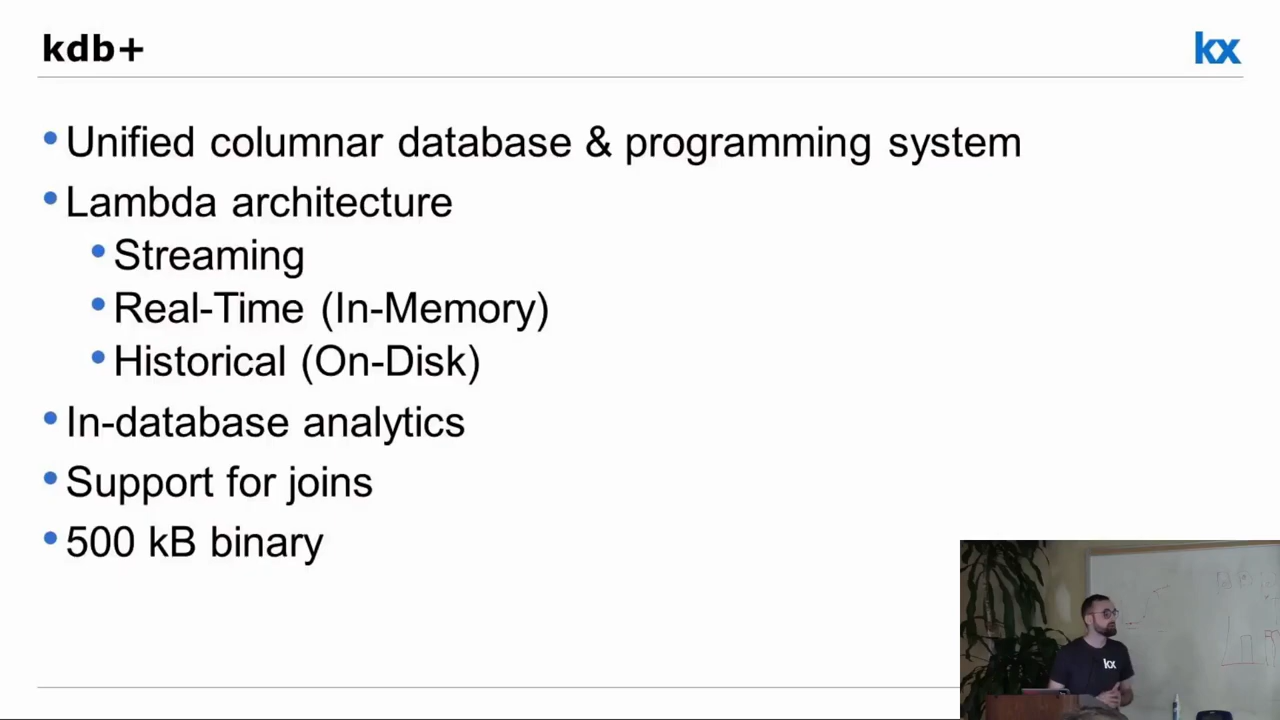 kdb+
kx
Unified columnar database & programming system
Lambda architecture
Streaming
Real-Time (In-Memory)
Historical (On-Disk)
In-database analytics
Support for joins
500 kB binary
kx